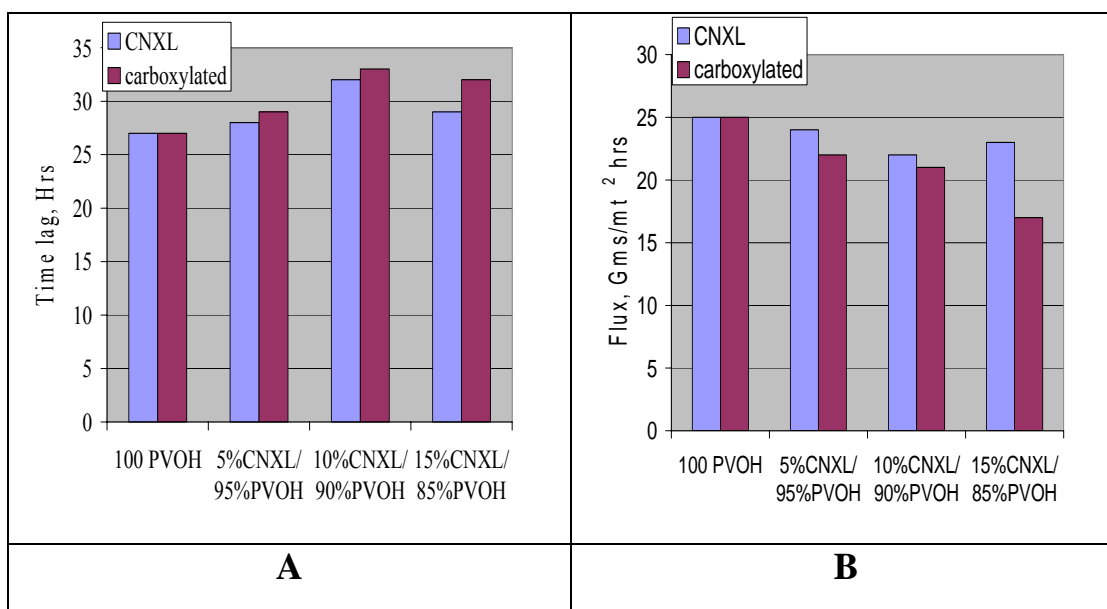 CNXL
carboxylated
35
30
25
20
15
10
5
0
Time lag, Hrs
100 PVOH
5%CNXL/
95%PVOH
10%CNXL/
90%PVOH
15%CNXL/
85%PVOH
A
CNXL
carboxylated
30
25
20
15
10
5
0
Flux, Gms/mt ² hrs
100 PVOH
5%CNXL/
95%PVOH
10%CNXL/
90%PVOH
15%CNXL/
85%PVOH
B